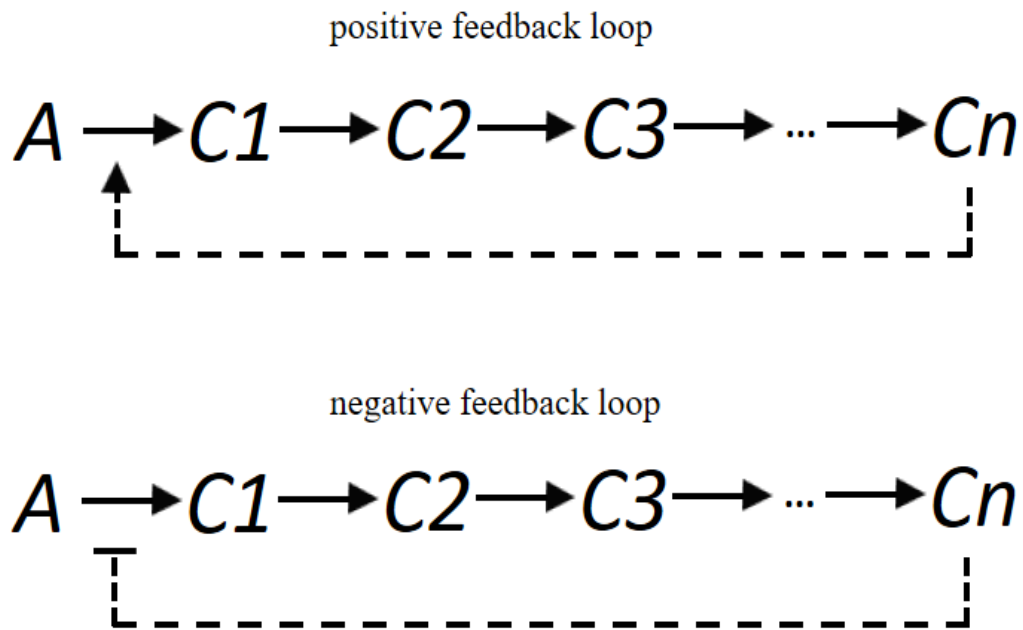 positive feedback loop
A C1 C2 C3 ... Cn
negative feedback loop
A C1 C2 C3 ... Cn